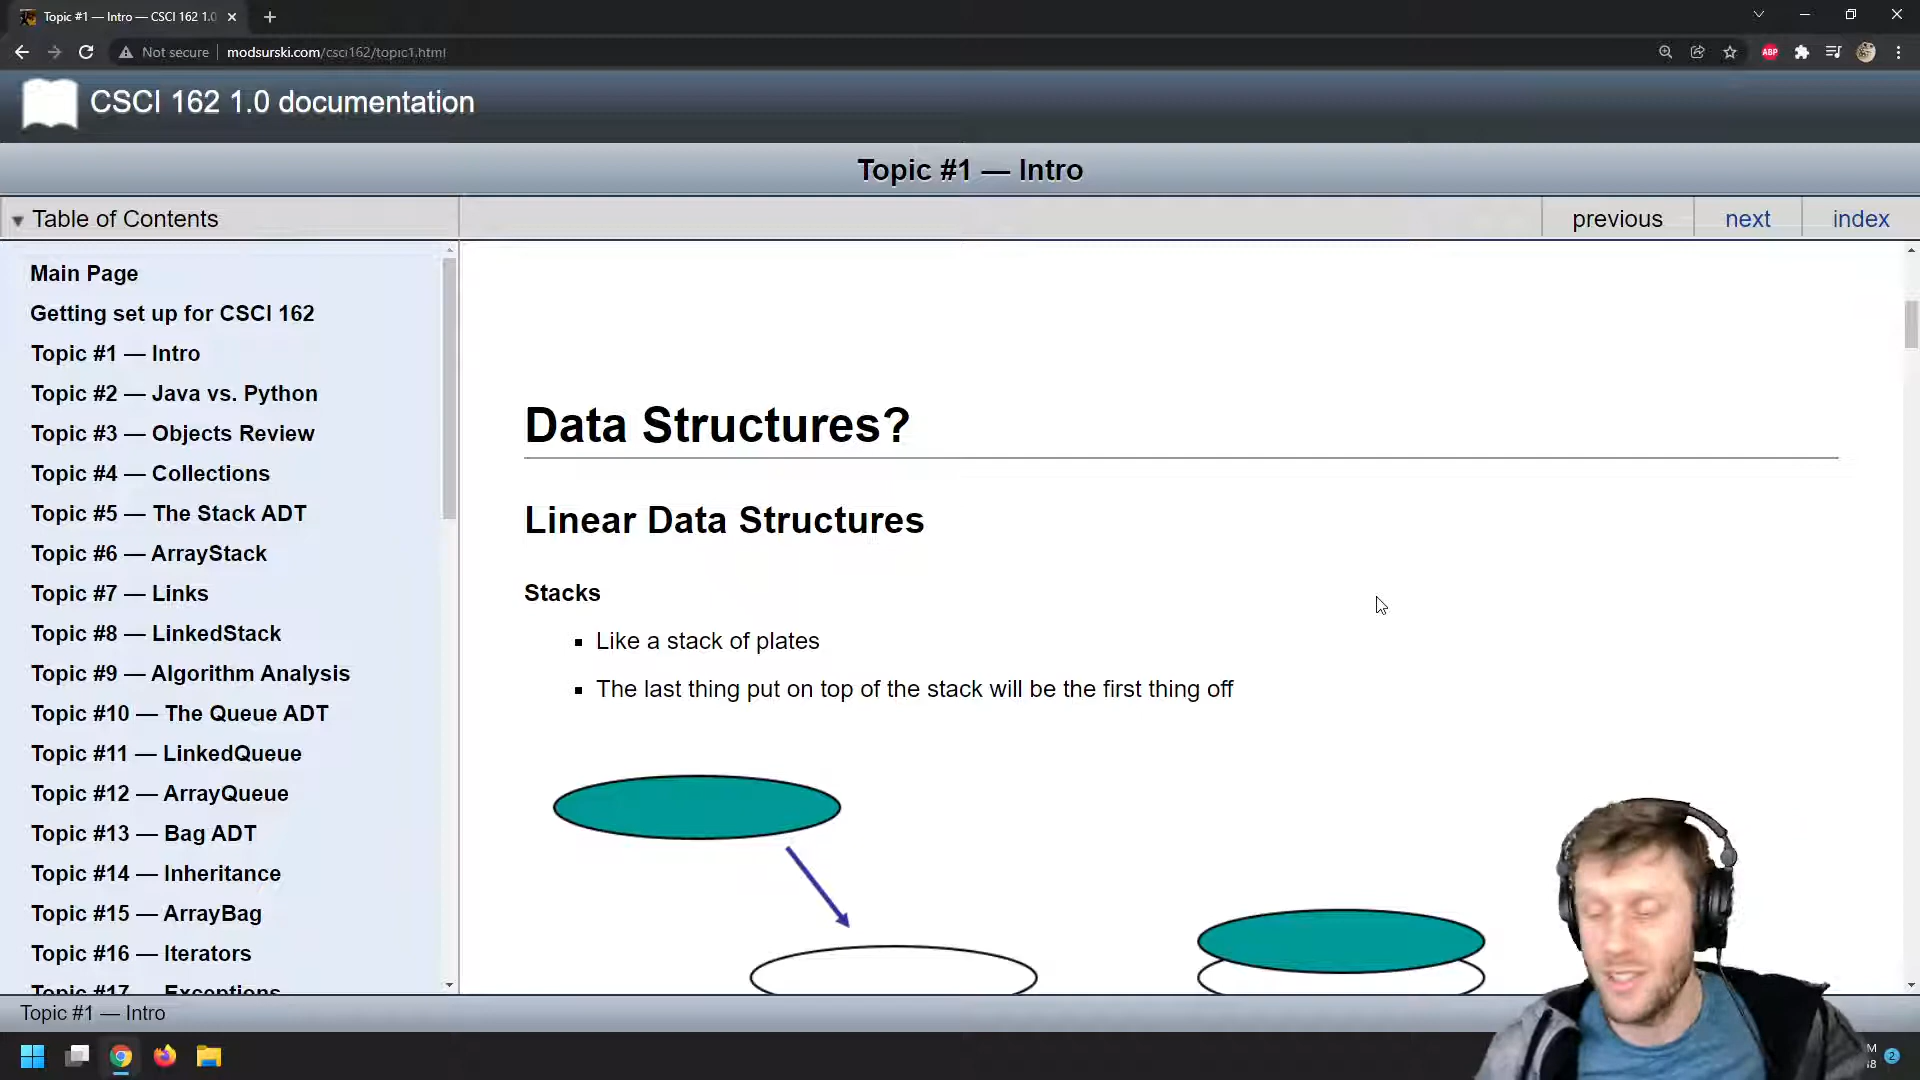 Topic #1 — Intro — CSCI 162 1.0
Not secure
modsurski.com/csci162/topic1.html
ABP
CSCI 162 1.0 documentation
Topic #1 — Intro
Table of Contents
previous
next
index
Main Page
Getting set up for CSCI 162
Topic #1 — Intro
Topic #2 — Java vs. Python
Topic #3 — Objects Review
Topic #4 — Collections
Topic #5 — The Stack ADT
Topic #6 — ArrayStack
Topic #7 — Links
Topic #8 — LinkedStack
Topic #9 — Algorithm Analysis
Topic #10 — The Queue ADT
Topic #11 — LinkedQueue
Topic #12 — ArrayQueue
Topic #13 — Bag ADT
Topic #14 — Inheritance
Topic #15 — ArrayBag
Topic #16 — Iterators
Topic #17 — Exceptions
Data Structures?
Linear Data Structures
Stacks
Like a stack of plates
The last thing put on top of the stack will be the first thing off
Topic #1 — Intro
M
2